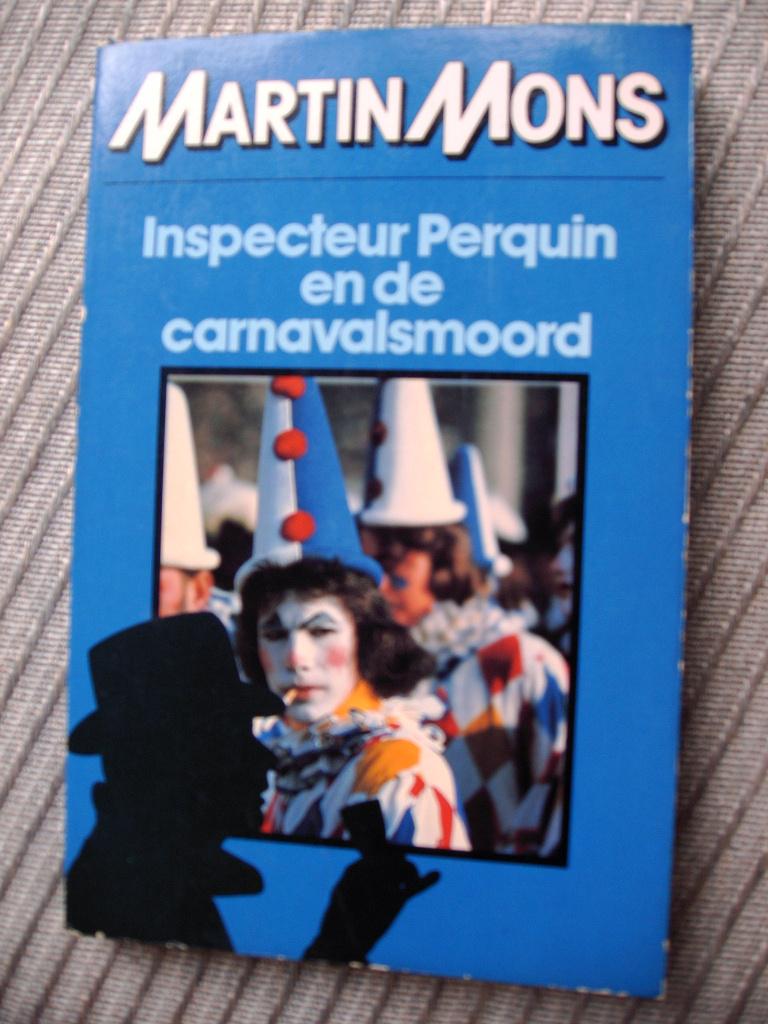 MARTIN MONS
Inspecteur Perquin
en de
carnavalsmoord